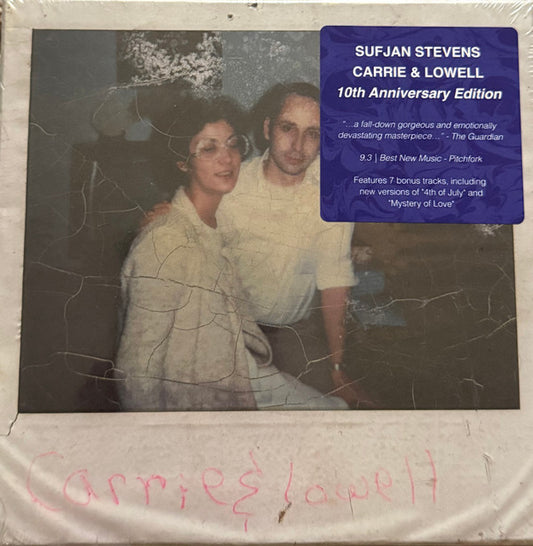 SUFJAN STEVENS
CARRIE & LOWELL
10th Anniversary Edition
"...a fall-down gorgeous and emotionally
devastating masterpiece..." - The Guardian
9.3 | Best New Music - Pitchfork
Features 7 bonus tracks, including
new versions of "4th of July" and
"Mystery of Love"
Carrie & Lowell